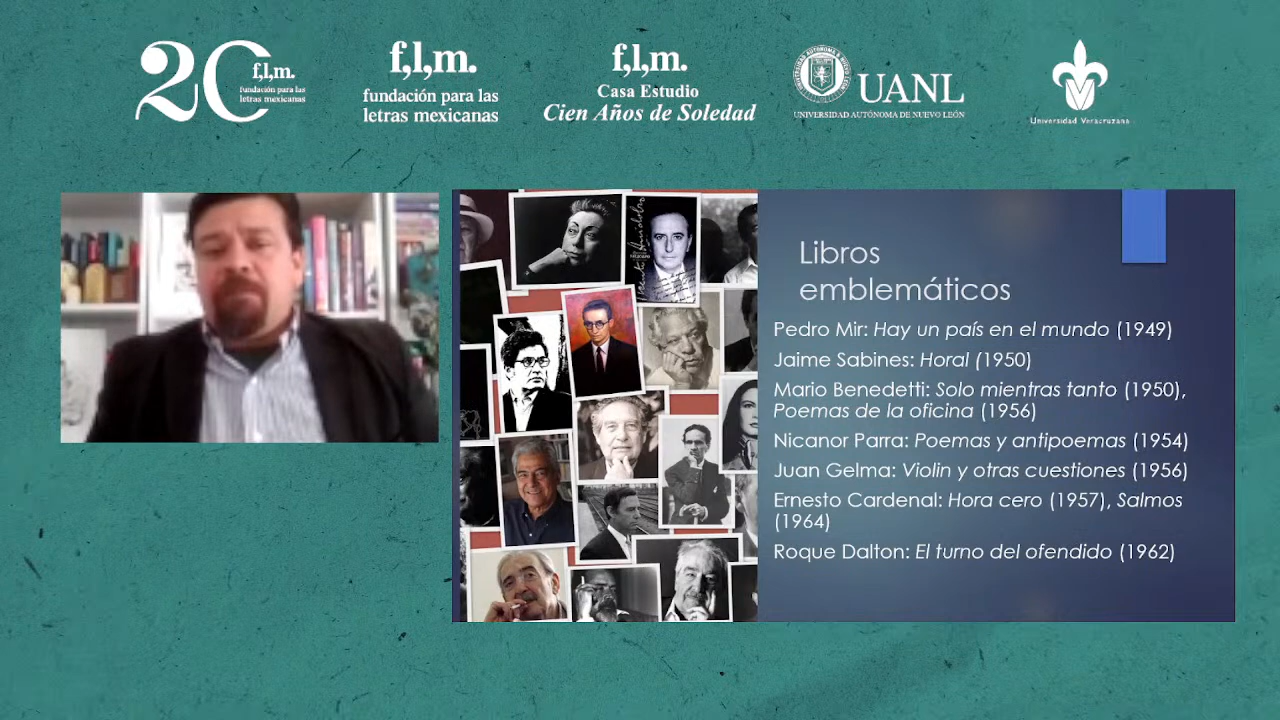 20 f,l,m.
fundación para las
letras mexicanas
f,l,m.
fundación para las
letras mexicanas
f,l,m.
Casa Estudio
Cien Años de Soledad
UANL
UNIVERSIDAD AUTÓNOMA DE NUEVO LEÓN
Universidad Veracruzana
Libros
emblemáticos
Pedro Mir: Hay un país en el mundo (1949)
Jaime Sabines: Horal (1950)
Mario Benedetti: Solo mientras tanto (1950),
Poemas de la oficina (1956)
Nicanor Parra: Poemas y antipoemas (1954)
Juan Gelma: Violin y otras cuestiones (1956)
Ernesto Cardenal: Hora cero (1957), Salmos
(1964)
Roque Dalton: El turno del ofendido (1962)